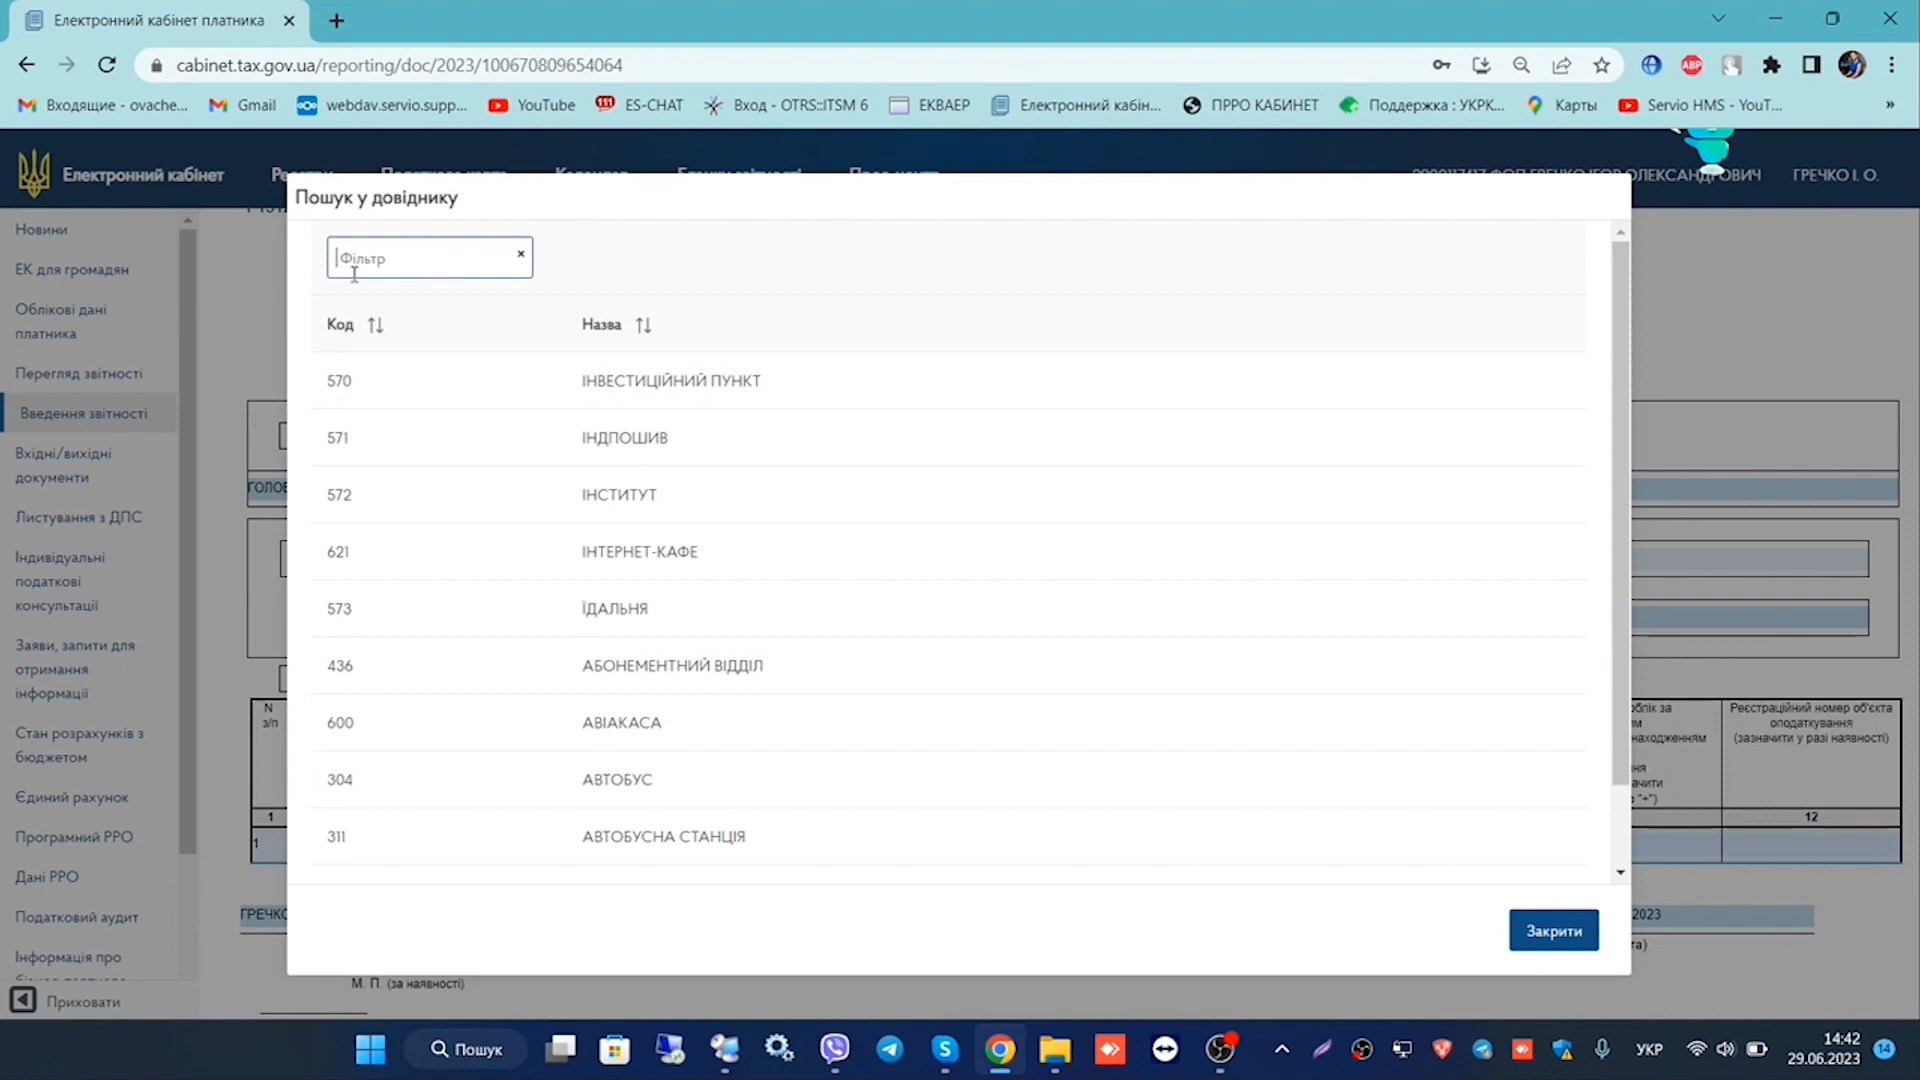 Електронний кабінет платника
cabinet.tax.gov.ua/reporting/doc/2023/100670809654064
ABP
Входящие - ovache...
Gmail
webdav.servio.supp...
YouTube
ES-CHAT
Вход - OTRS::ITSM 6
ЕКВАЕР
Електронний кабін...
ПРРО КАБИНЕТ
Поддержка : УКРК...
Карты
Servio HMS - YouT...
Електронний кабінет
ГРЕЧКО І. О.
Новини
ЕК для громадян
Облікові дані
платника
Перегляд звітності
Введення звітності
Вхідні/вихідні
документи
Листування з ДПС
Індивідуальні
податкові
консультації
Заяви, запити для
отримання
інформації
Стан розрахунків з
бюджетом
Єдиний рахунок
Програмний РРО
Дані РРО
Податковий аудит
Інформація про
Приховати
Пошук у довіднику
Фільтр
Код
Назва
570 ІНВЕСТИЦІЙНИЙ ПУНКТ
571 ІНДПОШИВ
572 ІНСТИТУТ
621 ІНТЕРНЕТ-КАФЕ
573 ЇДАЛЬНЯ
436 АБОНЕМЕНТНИЙ ВІДДІЛ
600 АВІАКАСА
304 АВТОБУС
311 АВТОБУСНА СТАНЦІЯ
Закрити
N
з/п
1
1
Реєстраційний номер об'єкта
оподаткування
(зазначити у разі наявності)
12
2023
М. П. (за наявності)
Пошук
УКР
14:42
29.06.2023
14